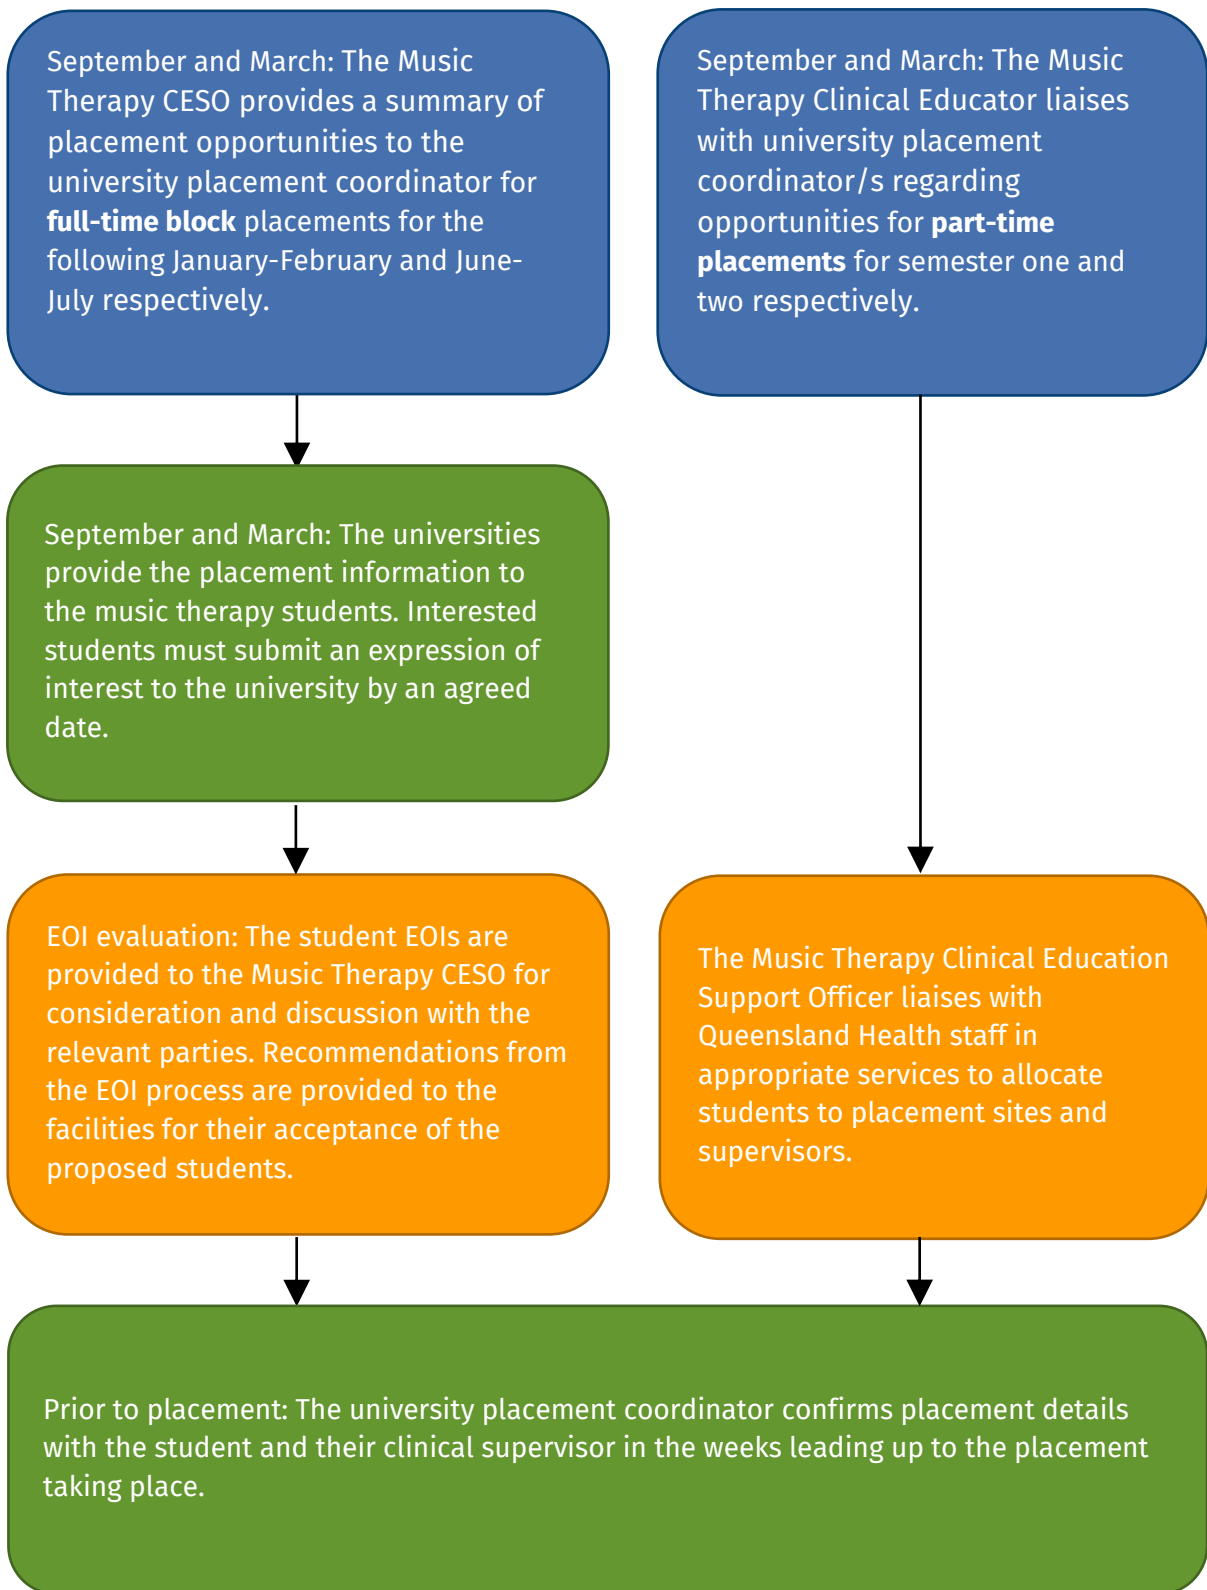 September and March: The Music
Therapy CESO provides a summary of
placement opportunities to the
university placement coordinator for
full-time block placements for the
following January-February and June-
July respectively.
September and March: The Music
Therapy Clinical Educator liaises
with university placement
coordinator/s regarding
opportunities for part-time
placements for semester one and
two respectively.
September and March: The universities
provide the placement information to
the music therapy students. Interested
students must submit an expression of
interest to the university by an agreed
date.
EOI evaluation: The student EOIs are
provided to the Music Therapy CESO for
consideration and discussion with the
relevant parties. Recommendations from
the EOI process are provided to the
facilities for their acceptance of the
proposed students.
The Music Therapy Clinical Education
Support Officer liaises with
Queensland Health staff in
appropriate services to allocate
students to placement sites and
supervisors.
Prior to placement: The university placement coordinator confirms placement details
with the student and their clinical supervisor in the weeks leading up to the placement
taking place.